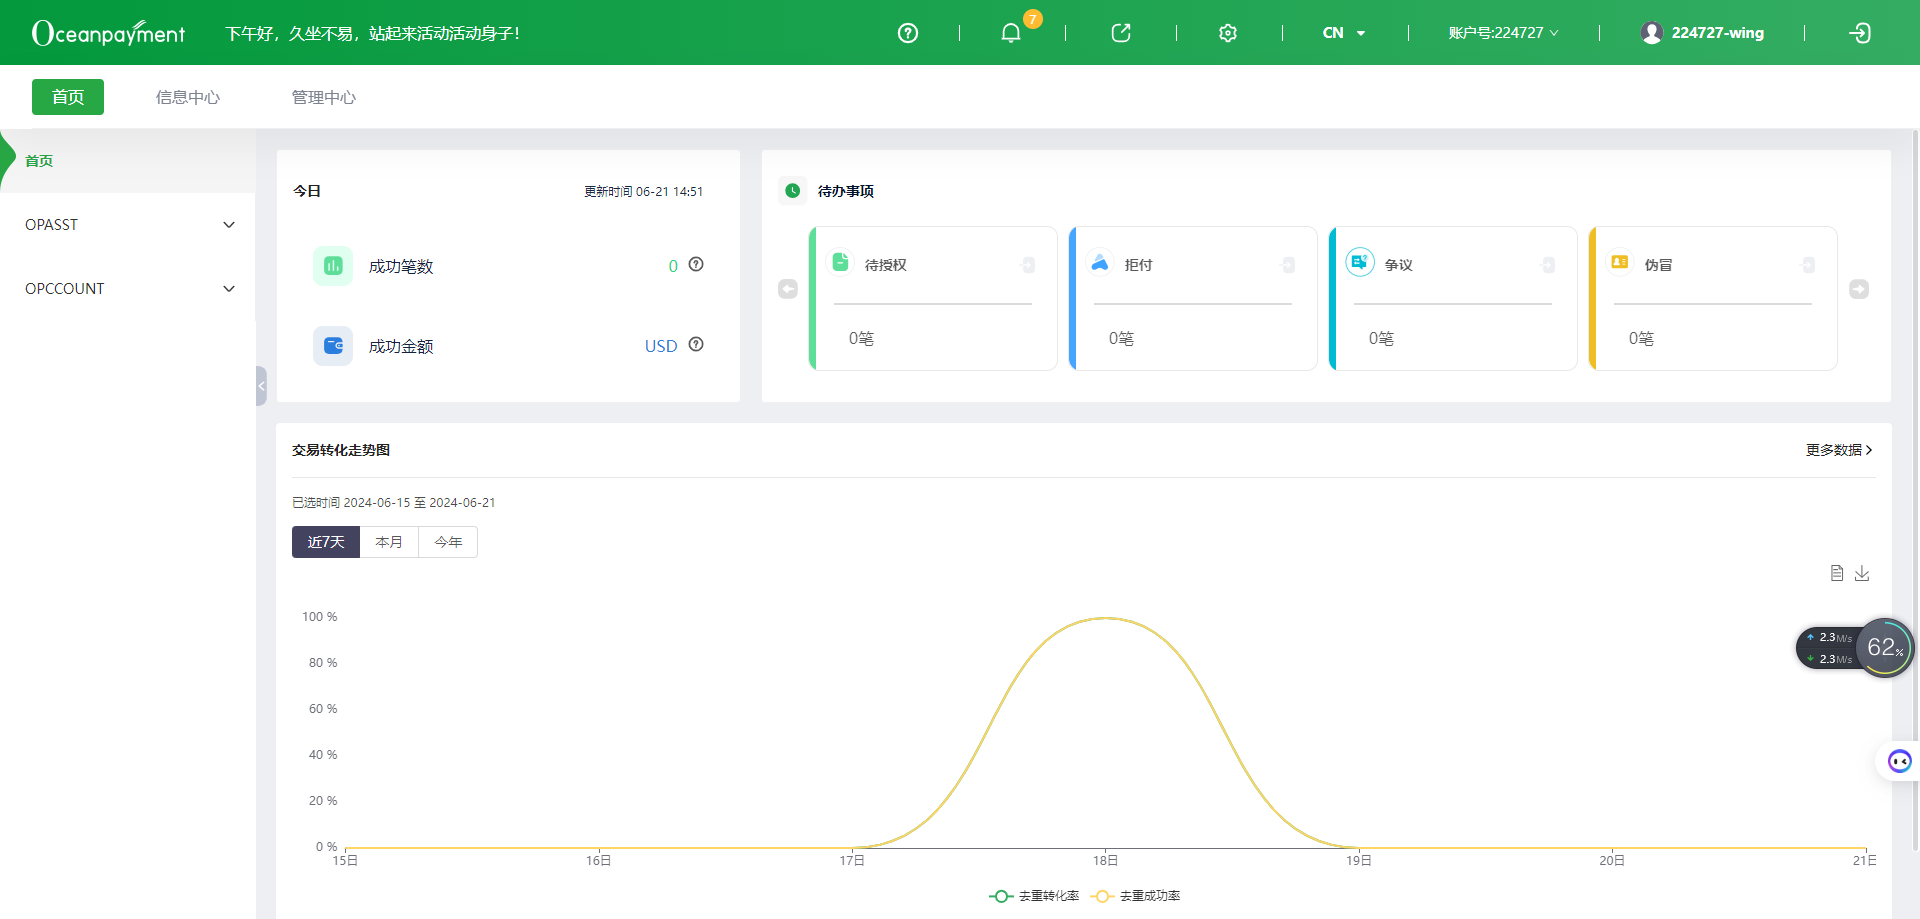 Oceanpayment
下午好，久坐不易，站起来活动活动身子！
7
CN
账户号:224727
224727-wing
首页
信息中心
管理中心
首页
OPASST
OPCCOUNT
今日
更新时间 06-21 14:51
成功笔数
0
成功金额
USD
待办事项
待授权
0笔
拒付
0笔
争议
0笔
伪冒
0笔
交易转化走势图
更多数据
已选时间 2024-06-15 至 2024-06-21
近7天
本月
今年
100 %
80 %
60 %
40 %
20 %
0 %
15日
16日
17日
18日
19日
20日
21日
去重转化率
去重成功率
2.3M/s
2.3M/s
62%